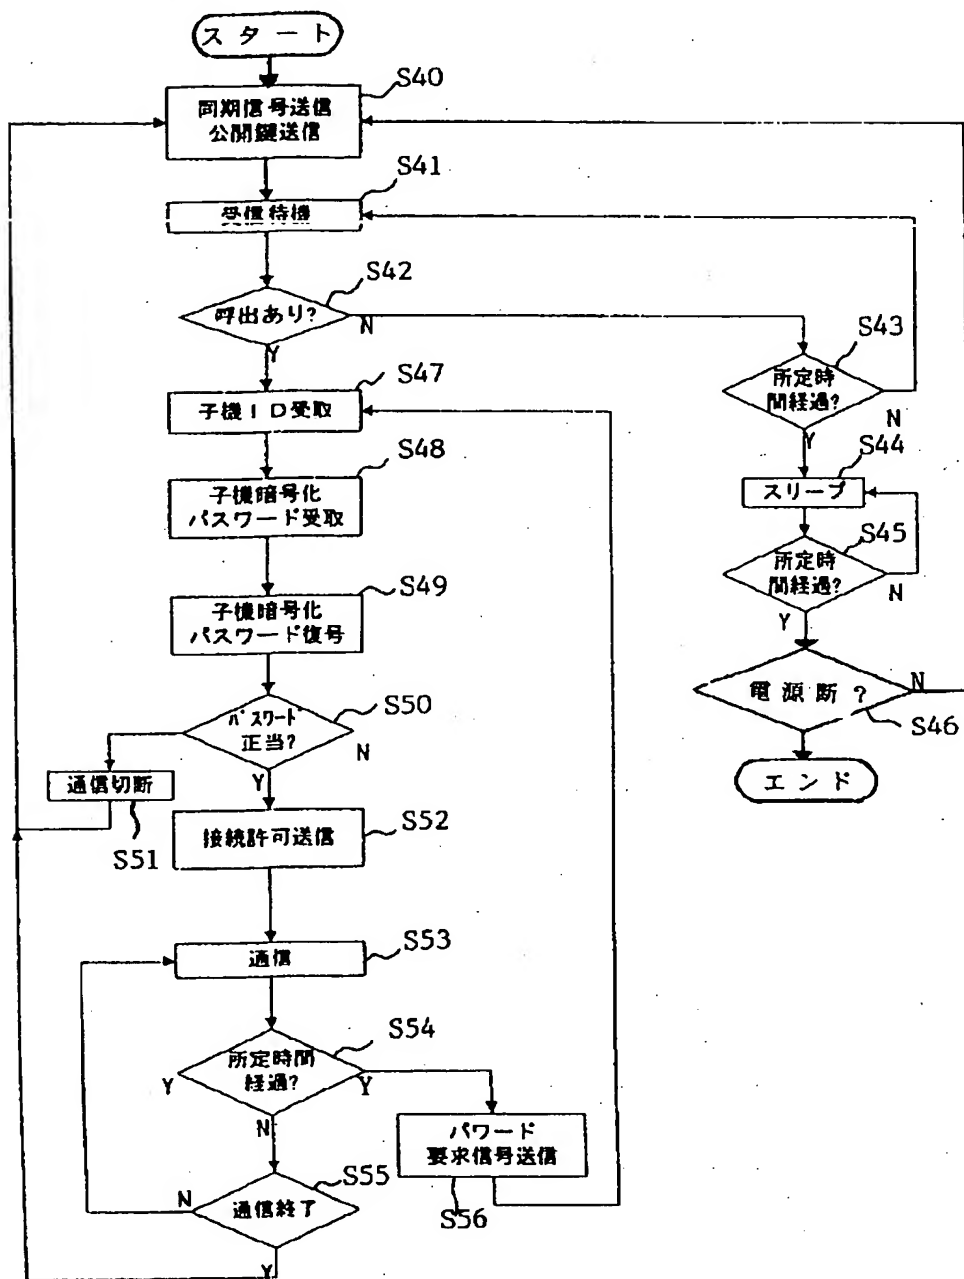 スタート
S40
同期信号送信
公開鍵送信
S41
受信待機
S42
呼出あり?
N
Y
S43
所定時
間経過?
N
Y
S47
子機ID受取
S44
スリープ
S48
子機暗号化
パスワード受取
S45
所定時
間経過?
N
Y
S49
子機暗号化
パスワード復号
電源断?
N
S46
エンド
S50
パスワード
正当?
N
Y
通信切断
S51
S52
接続許可送信
S53
通信
S54
所定時間
経過?
Y
Y
N
パワード
要求信号送信
S56
S55
通信終了
N
Y